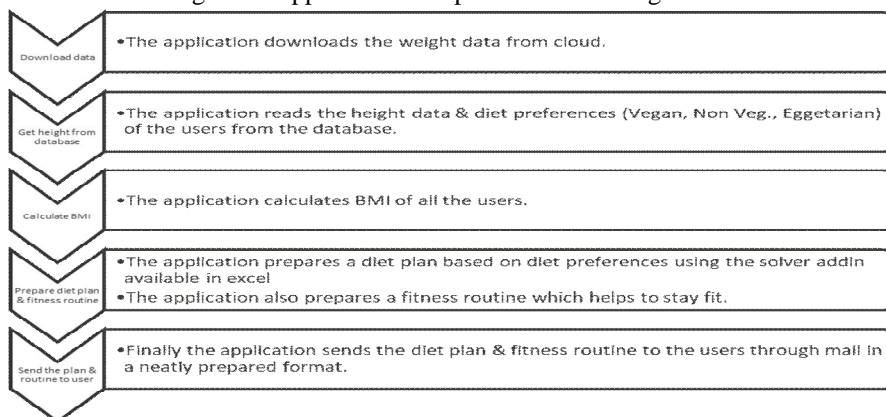 Download data
•The application downloads the weight data from cloud.
Get height from
database
•The application reads the height data & diet preferences (Vegan, Non Veg., Eggetarian)
of the users from the database.
Calculate BMI
•The application calculates BMI of all the users.
Prepare diet plan
& fitness routine
•The application prepares a diet plan based on diet preferences using the solver addin
available in excel
•The application also prepares a fitness routine which helps to stay fit.
Send the plan &
routine to user
•Finally the application sends the diet plan & fitness routine to the users through mail in
a neatly prepared format.